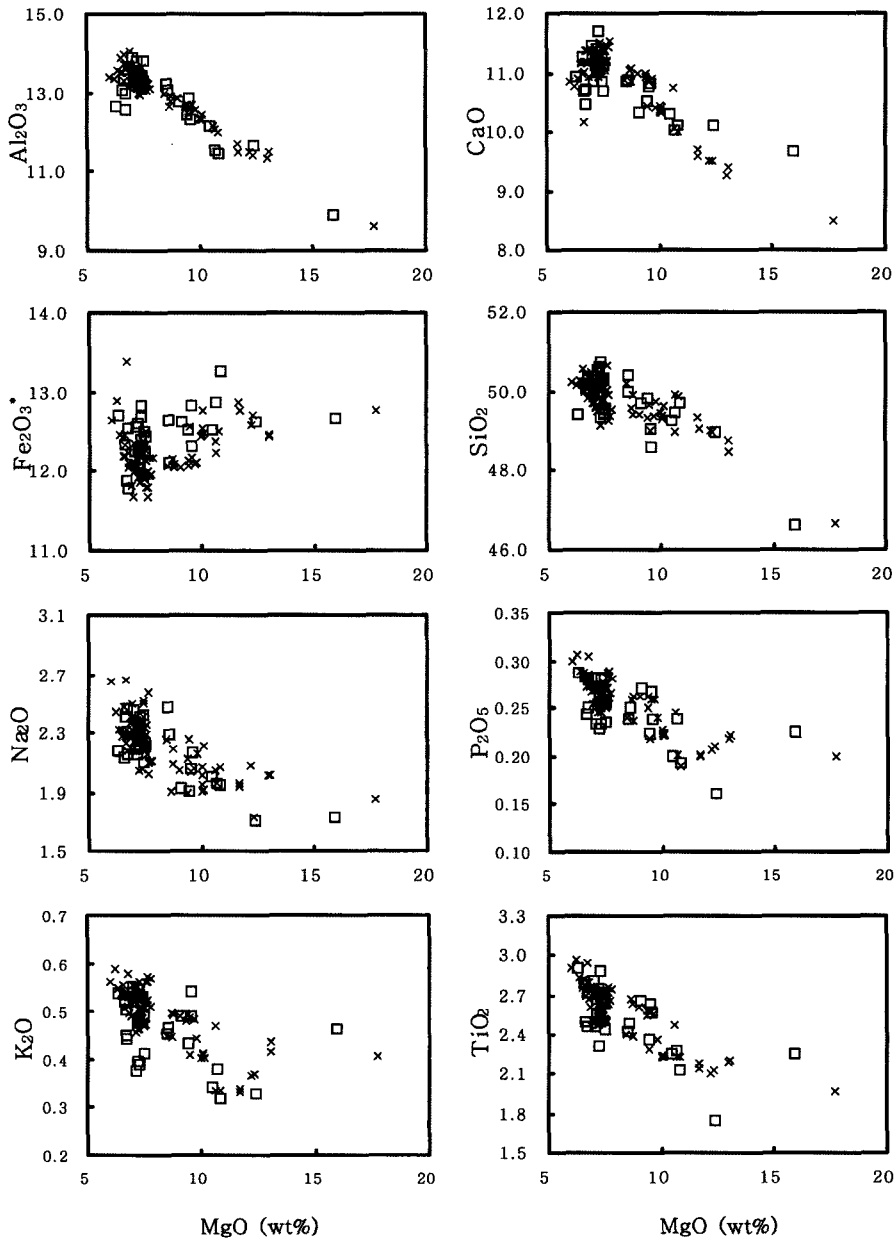 15.0
13.0
11.0
9.0
Al₂O₃
5 10 15 20
12.0
11.0
10.0
9.0
8.0
CaO
5 10 15 20
14.0
13.0
12.0
11.0
Fe₂O₃*
5 10 15 20
52.0
50.0
48.0
46.0
SiO₂
5 10 15 20
3.1
2.7
2.3
1.9
1.5
Na₂O
5 10 15 20
0.35
0.30
0.25
0.20
0.15
0.10
P₂O₅
5 10 15 20
0.7
0.6
0.5
0.4
0.3
0.2
K₂O
5 10 15 20
MgO (wt%)
3.3
3.0
2.7
2.4
2.1
1.8
1.5
TiO₂
5 10 15 20
MgO (wt%)